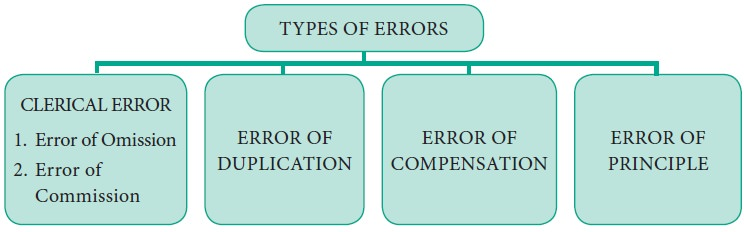 TYPES OF ERRORS
CLERICAL ERROR
1. Error of Omission
2. Error of
Commission
ERROR OF
DUPLICATION
ERROR OF
COMPENSATION
ERROR OF
PRINCIPLE